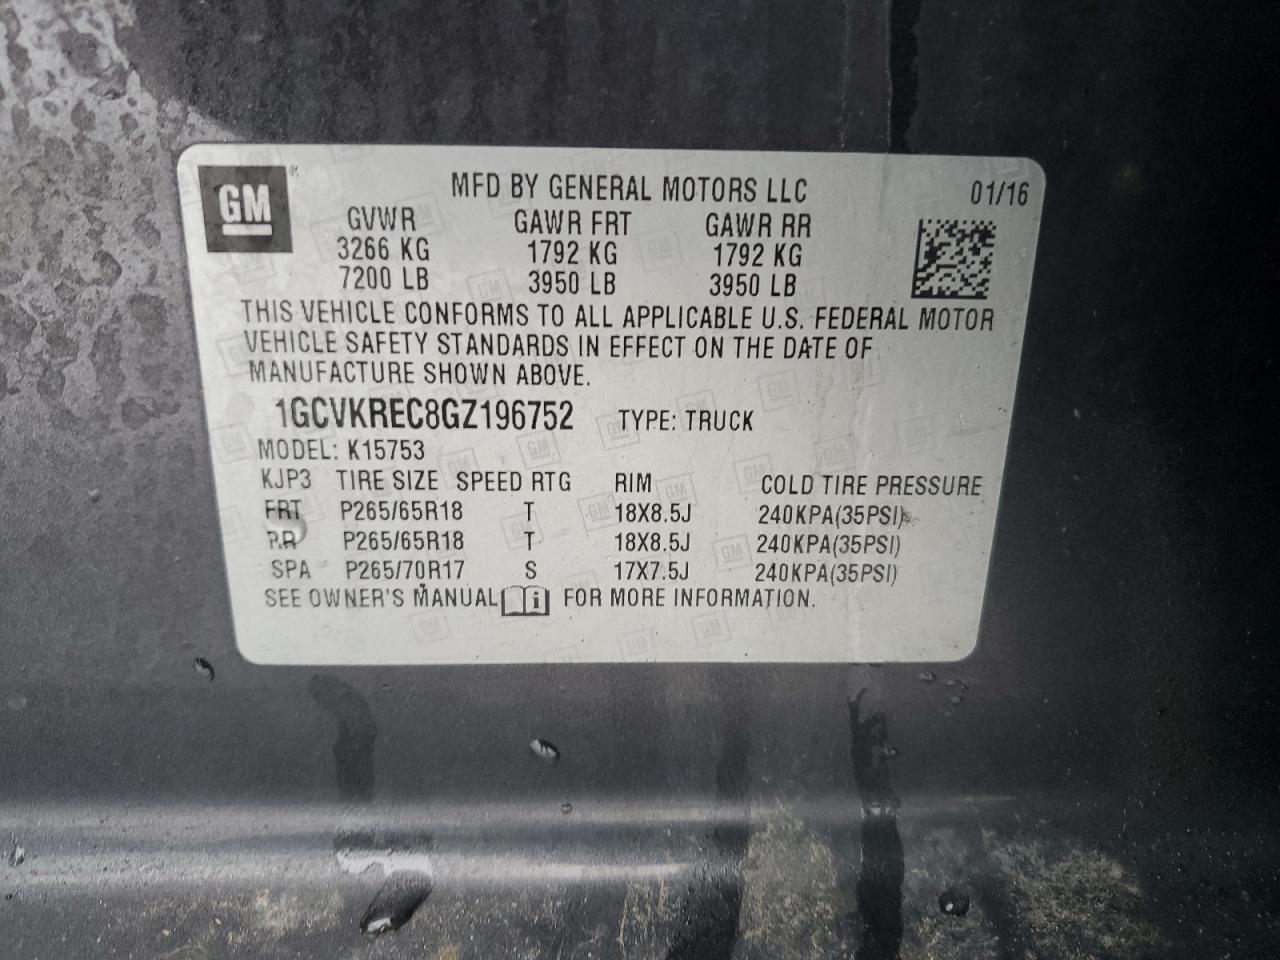 GM
MFD BY GENERAL MOTORS LLC 01/16
GVWR GAWR FRT GAWR RR
3266 KG 1792 KG 1792 KG
7200 LB 3950 LB 3950 LB
THIS VEHICLE CONFORMS TO ALL APPLICABLE U.S. FEDERAL MOTOR
VEHICLE SAFETY STANDARDS IN EFFECT ON THE DATE OF
MANUFACTURE SHOWN ABOVE.
1GCVKREC8GZ196752 TYPE: TRUCK
MODEL: K15753
KJP3 TIRE SIZE SPEED RTG RIM COLD TIRE PRESSURE
FRT P265/65R18 T 18X8.5J 240KPA(35PSI)
RR P265/65R18 T 18X8.5J 240KPA(35PSI)
SPA P265/70R17 S 17X7.5J 240KPA(35PSI)
SEE OWNER'S MANUAL i FOR MORE INFORMATION.